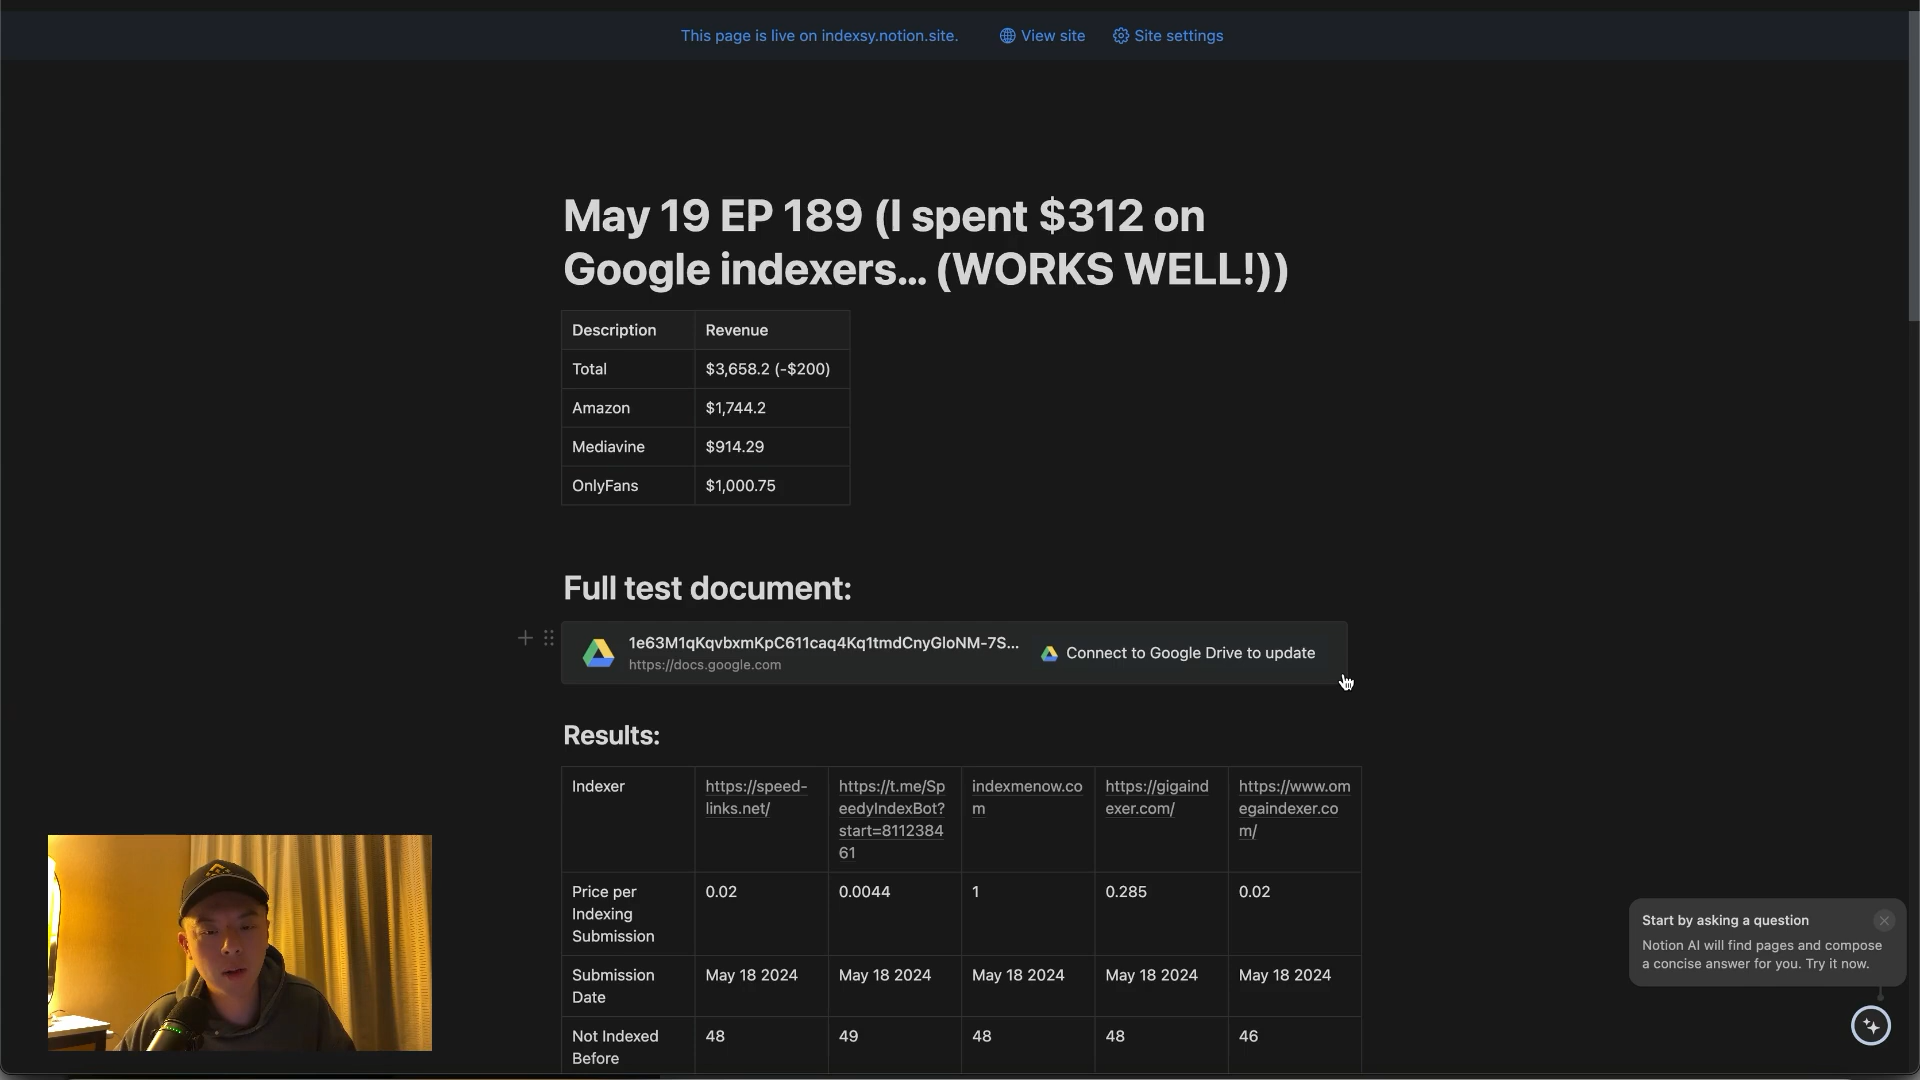 This page is live on indexsy.notion.site. View site Site settings
May 19 EP 189 (I spent $312 on
Google indexers... (WORKS WELL!))
Description Revenue
Total $3,658.2 (-$200)
Amazon $1,744.2
Mediavine $914.29
OnlyFans $1,000.75
Full test document:
1e63M1qKqvbxmKpC611caq4Kq1tmdCnyGloNM-7S...
https://docs.google.com
Connect to Google Drive to update
Results:
Indexer
https://speed-
links.net/
https://t.me/Sp
eedyIndexBot?
start=8112384
61
indexmenow.co
m
https://gigaind
exer.com/
https://www.om
egaindexer.co
m/
Price per
Indexing
Submission
0.02
0.0044
1
0.285
0.02
Submission
Date
May 18 2024
May 18 2024
May 18 2024
May 18 2024
May 18 2024
Not Indexed
Before
48
49
48
48
46
Start by asking a question
Notion AI will find pages and compose
a concise answer for you. Try it now.